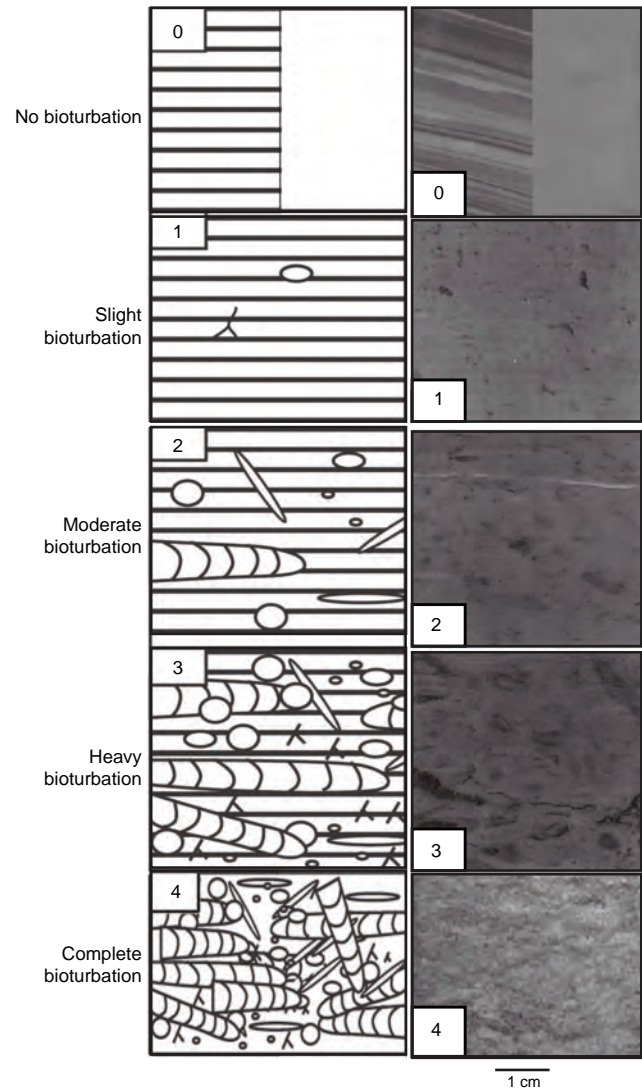 0
No bioturbation
0
1
Slight
bioturbation
1
2
Moderate
bioturbation
2
3
Heavy
bioturbation
3
4
Complete
bioturbation
4
1 cm